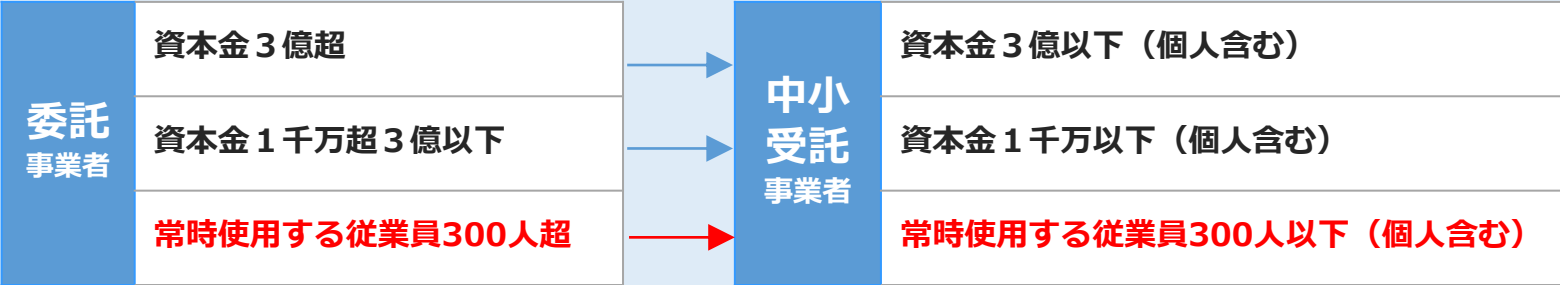 委託
事業者
資本金３億超
資本金１千万超３億以下
常時使用する従業員300人超
中小
受託
事業者
資本金３億以下（個人含む）
資本金１千万以下（個人含む）
常時使用する従業員300人以下（個人含む）